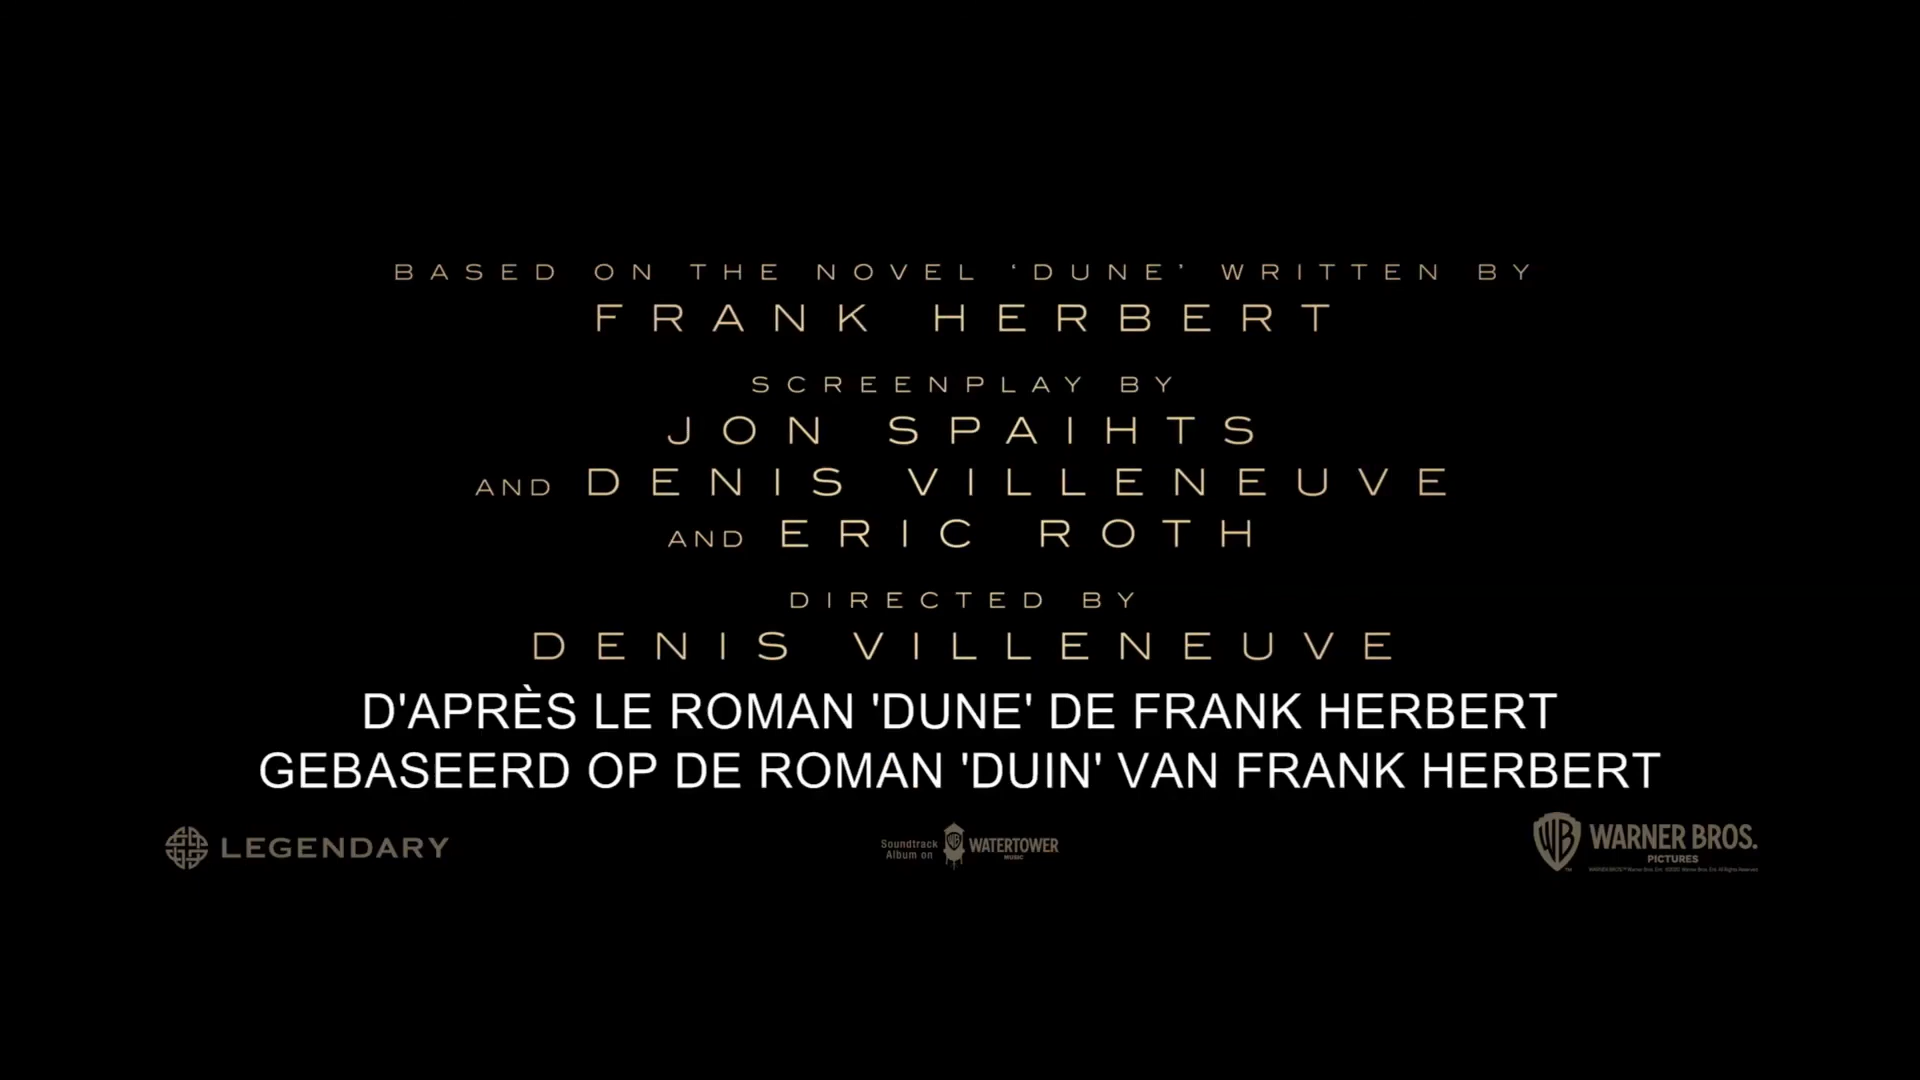 BASED ON THE NOVEL ‘DUNE’ WRITTEN BY
FRANK HERBERT
SCREENPLAY BY
JON SPAIHTS
AND DENIS VILLENEUVE
AND ERIC ROTH
DIRECTED BY
DENIS VILLENEUVE
D'APRÈS LE ROMAN 'DUNE' DE FRANK HERBERT
GEBASEERD OP DE ROMAN 'DUIN' VAN FRANK HERBERT
LEGENDARY
Soundtrack
Album on
WATERTOWER
MUSIC
WB
WARNER BROS.
PICTURES